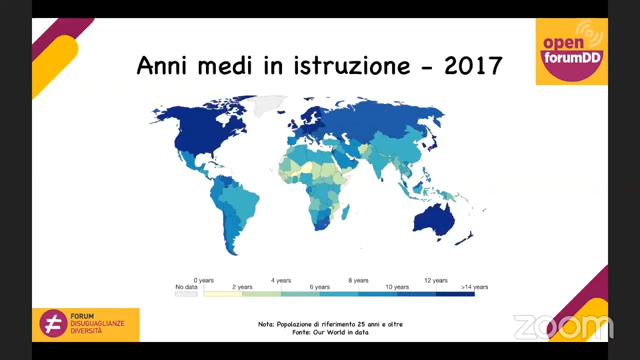 open
forumDD
Anni medi in istruzione - 2017
No data
0 years
2 years
4 years
6 years
8 years
10 years
12 years
>14 years
FORUM
DISUGUAGLIANZE
DIVERSITÀ
Nota: Popolazione di riferimento 25 anni e oltre
Fonte: Our World in data
zoom